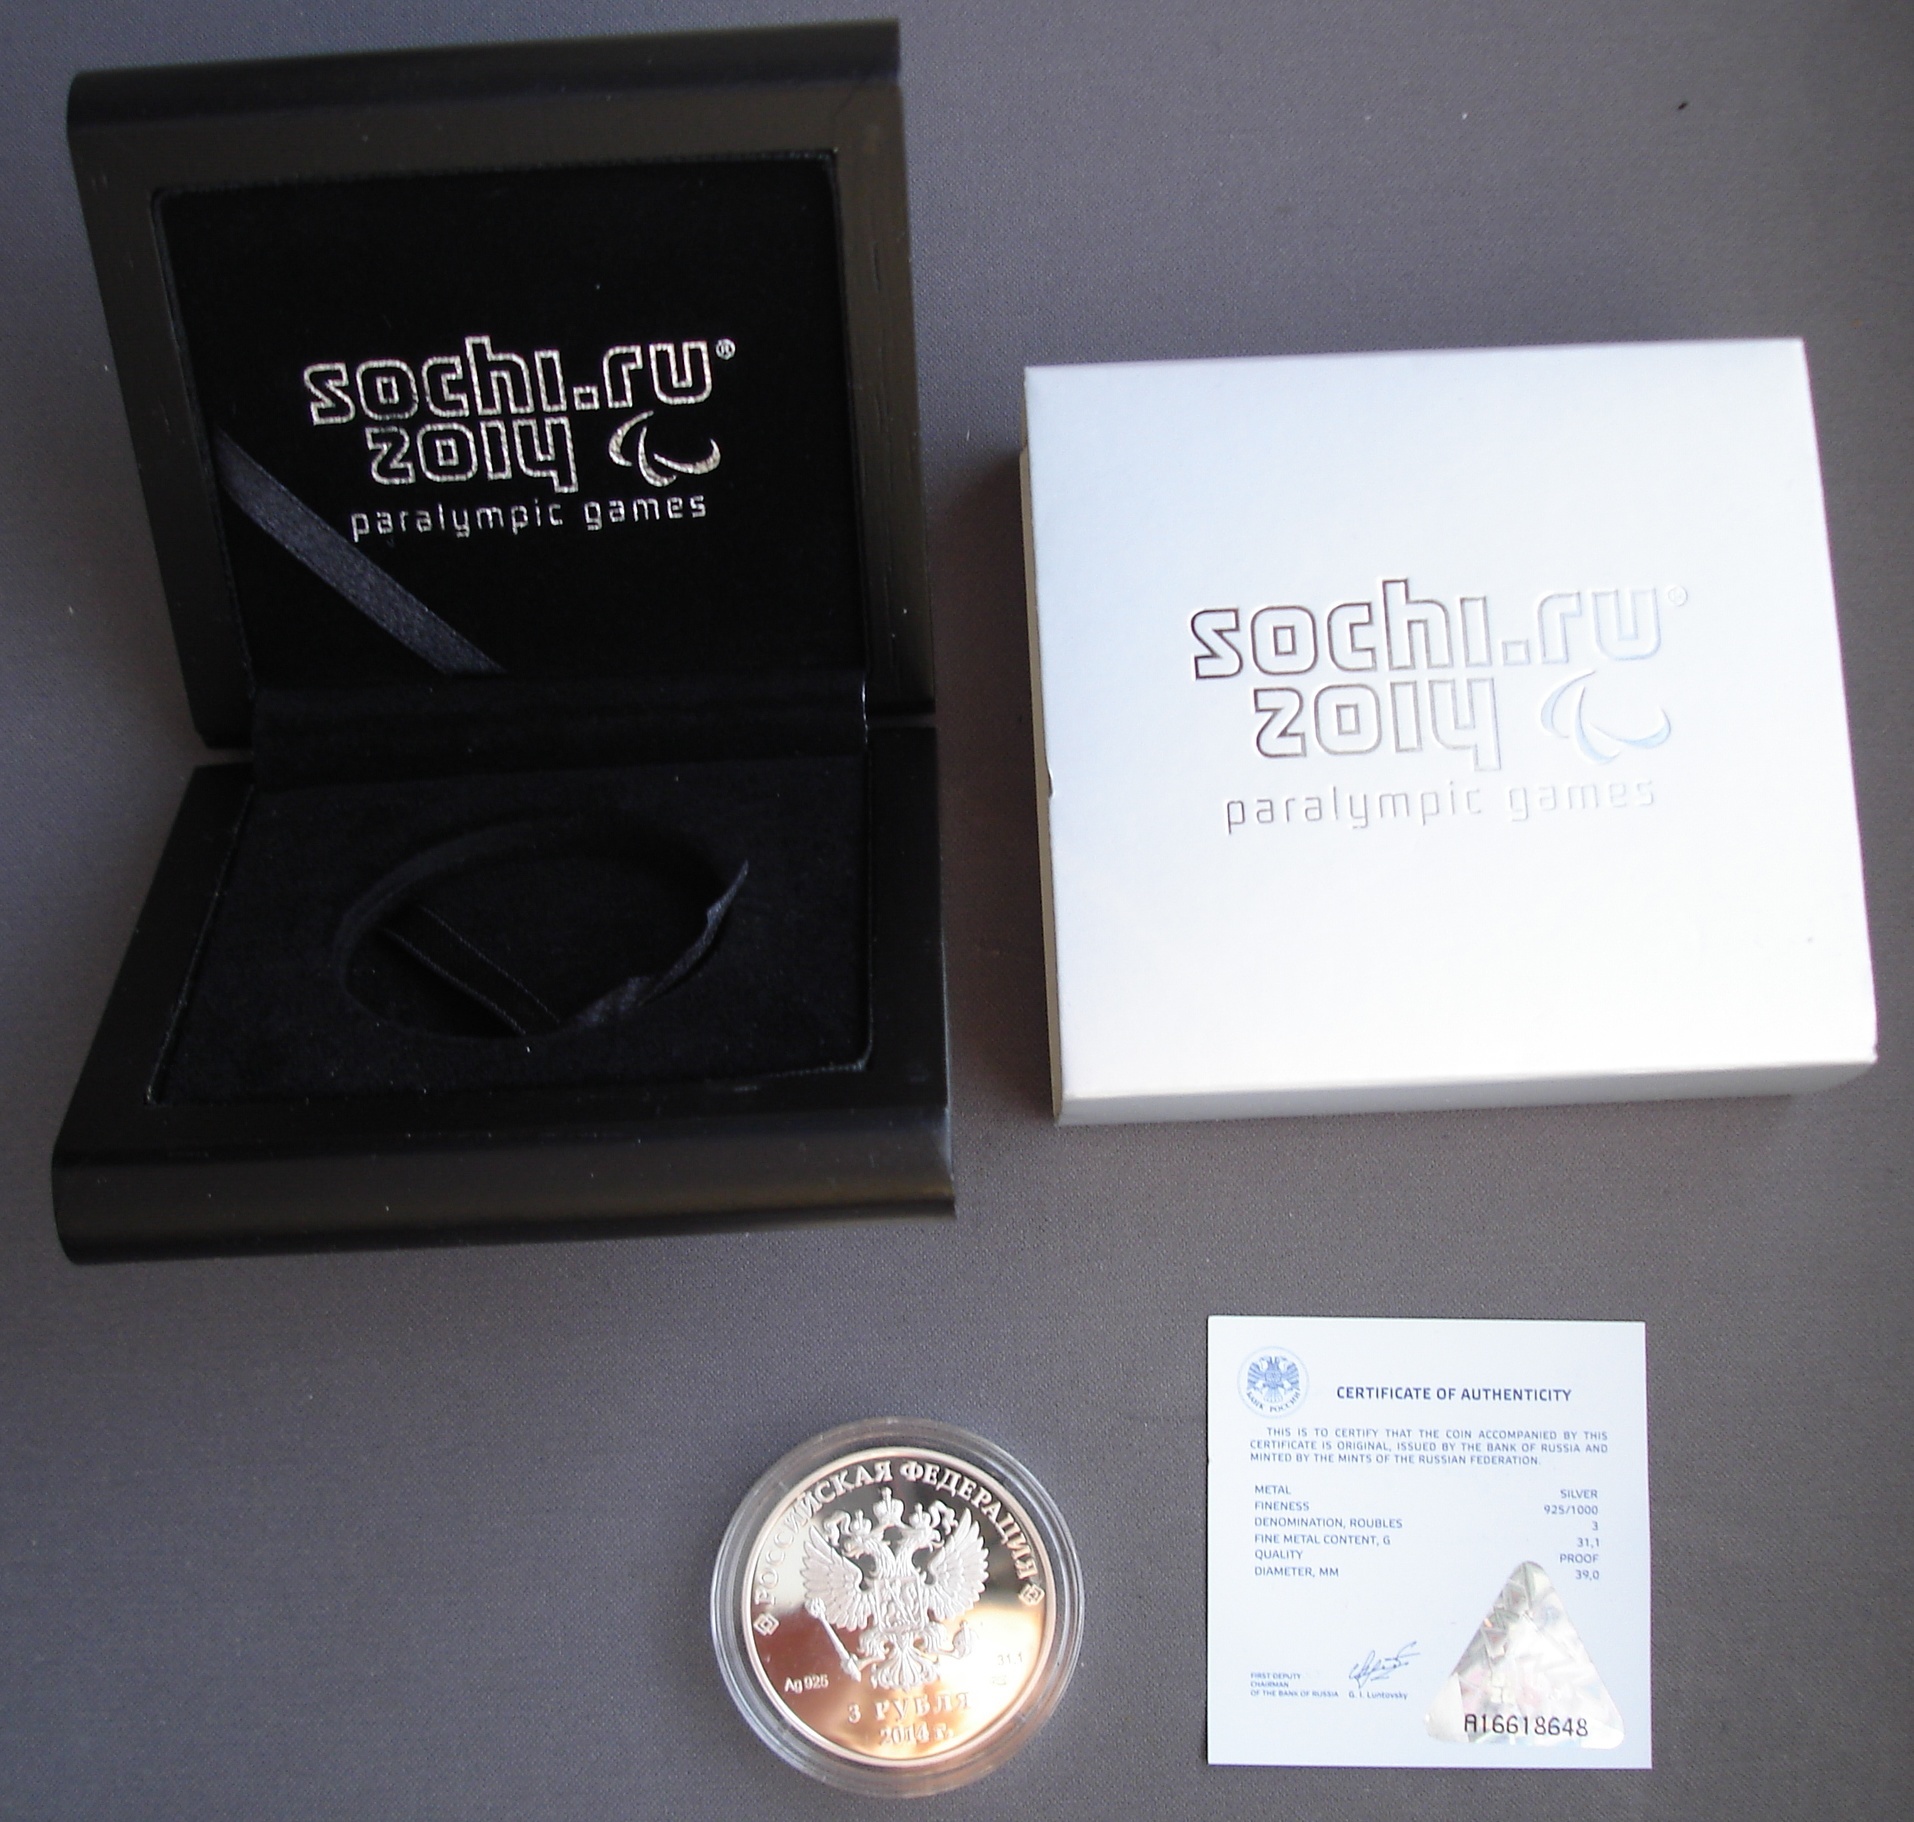 sochi.ru®
2014
paralympic games
sochi.ru®
2014
paralympic games
РОССИЙСКАЯ ФЕДЕРАЦИЯ
Ag 925
31,1
3 РУБЛЯ
2014 г.
БАНК РОССИИ
CERTIFICATE OF AUTHENTICITY
THIS IS TO CERTIFY THAT THE COIN ACCOMPANIED BY THIS
CERTIFICATE IS ORIGINAL, ISSUED BY THE BANK OF RUSSIA AND
MINTED BY THE MINTS OF THE RUSSIAN FEDERATION.
METAL SILVER
FINENESS 925/1000
DENOMINATION, ROUBLES 3
FINE METAL CONTENT, G 31,1
QUALITY PROOF
DIAMETER, MM 39,0
FIRST DEPUTY
CHAIRMAN
OF THE BANK OF RUSSIA G. I. Luntovsky
A16618648